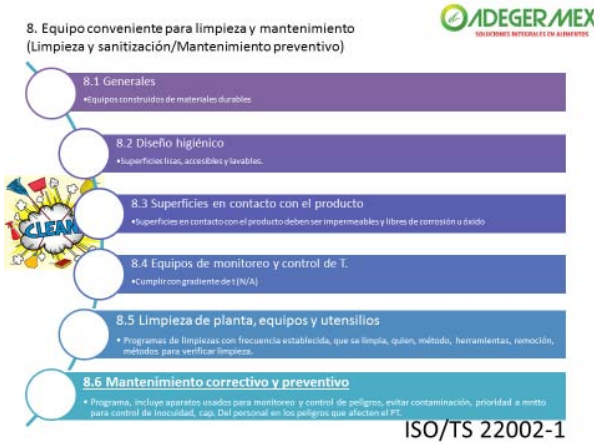 8. Equipo conveniente para limpieza y mantenimiento
(Limpieza y sanitización/Mantenimiento preventivo)
ADEGERMEX
SOLUCIONES INTEGRALES EN ALIMENTOS
8.1 Generales
•Equipos construidos de materiales durables
8.2 Diseño higiénico
•Superficies lisas, accesibles y lavables.
8.3 Superficies en contacto con el producto
•Superficies en contacto con el producto deben ser impermeables y libres de corrosión u óxido
CLEAN
8.4 Equipos de monitoreo y control de T.
•Cumplir con gradiente de t (N/A)
8.5 Limpieza de planta, equipos y utensilios
• Programas de limpiezas con frecuencia establecida, que se limpia, quien, método, herramientas, remoción,
métodos para verificar limpieza.
8.6 Mantenimiento correctivo y preventivo
• Programa, incluye aparatos usados para monitoreo y control de peligros, evitar contaminación, prioridad a mntto
para control de inocuidad, cap. Del personal en los peligros que afecten el PT.
ISO/TS 22002-1